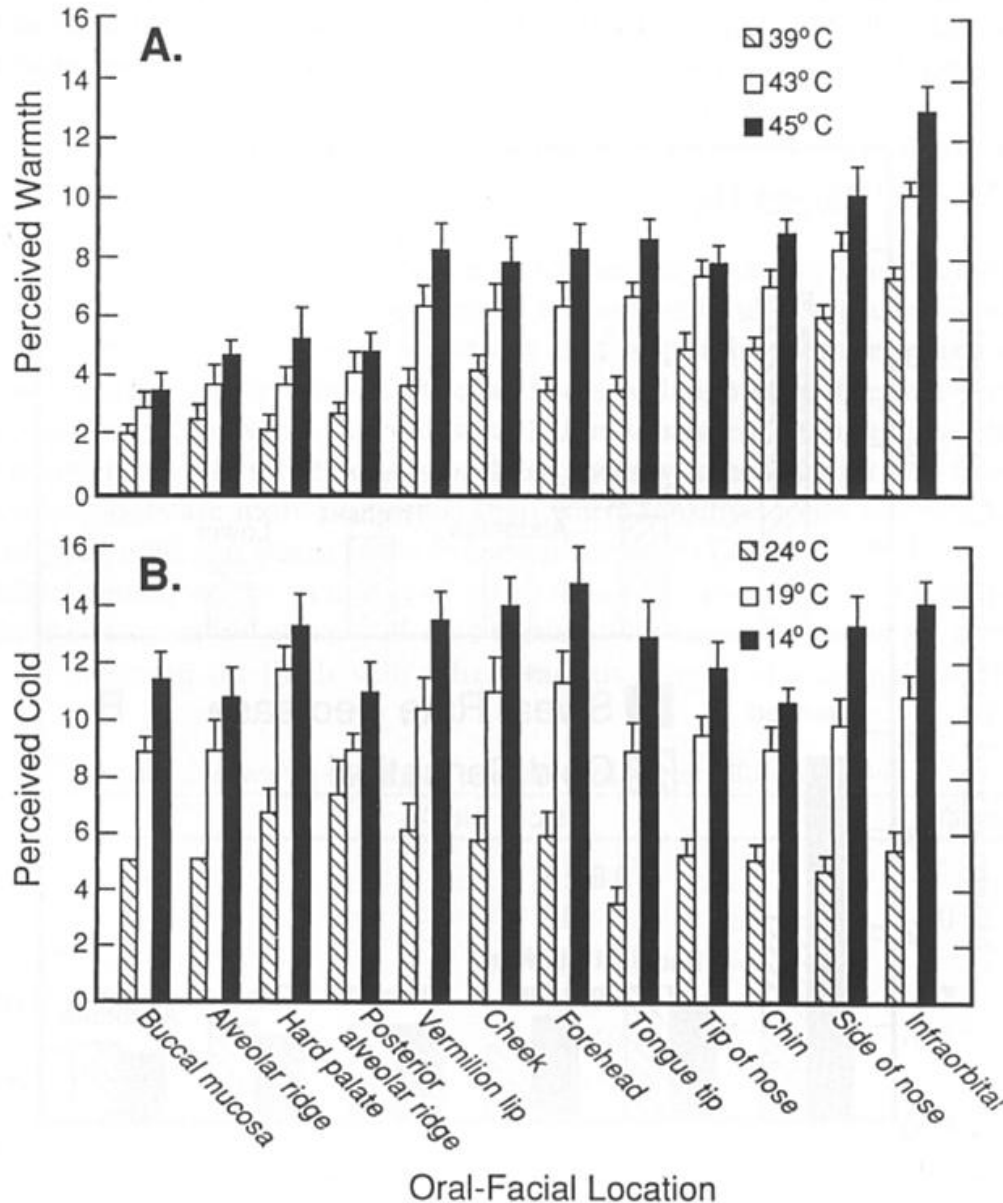 16
A.
39° C
14
43° C
45° C
12
10
8
6
4
2
0
Perceived Warmth
16
B.
24° C
19° C
14
14° C
12
10
8
6
4
2
0
Perceived Cold
Buccal mucosa
Alveolar ridge
Hard palate
Posterior
alveolar ridge
Vermilion lip
Cheek
Forehead
Tongue tip
Tip of nose
Chin
Side of nose
Infraorbital
Oral-Facial Location